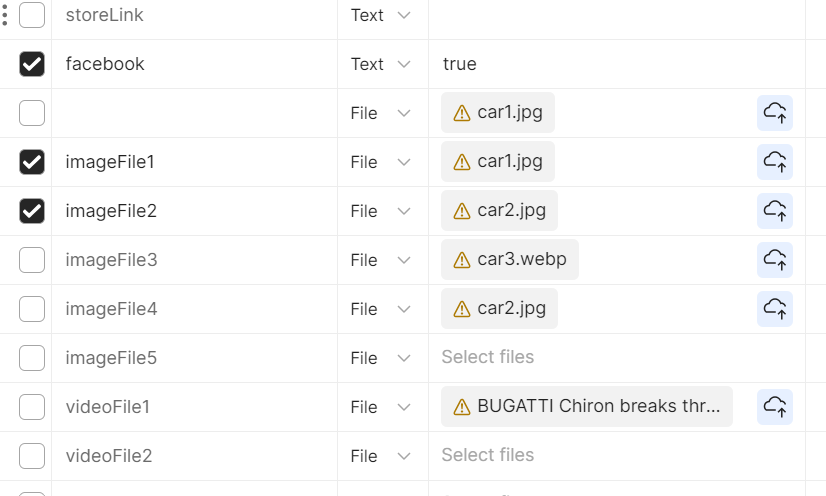 storeLink Text
facebook Text true
File car1.jpg
imageFile1 File car1.jpg
imageFile2 File car2.jpg
imageFile3 File car3.webp
imageFile4 File car2.jpg
imageFile5 File Select files
videoFile1 File BUGATTI Chiron breaks thr...
videoFile2 File Select files